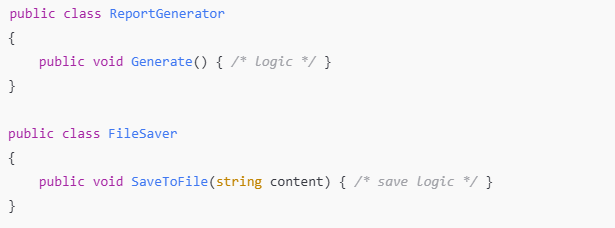 public class ReportGenerator
{
    public void Generate() { /* logic */ }
}

public class FileSaver
{
    public void SaveToFile(string content) { /* save logic */ }
}